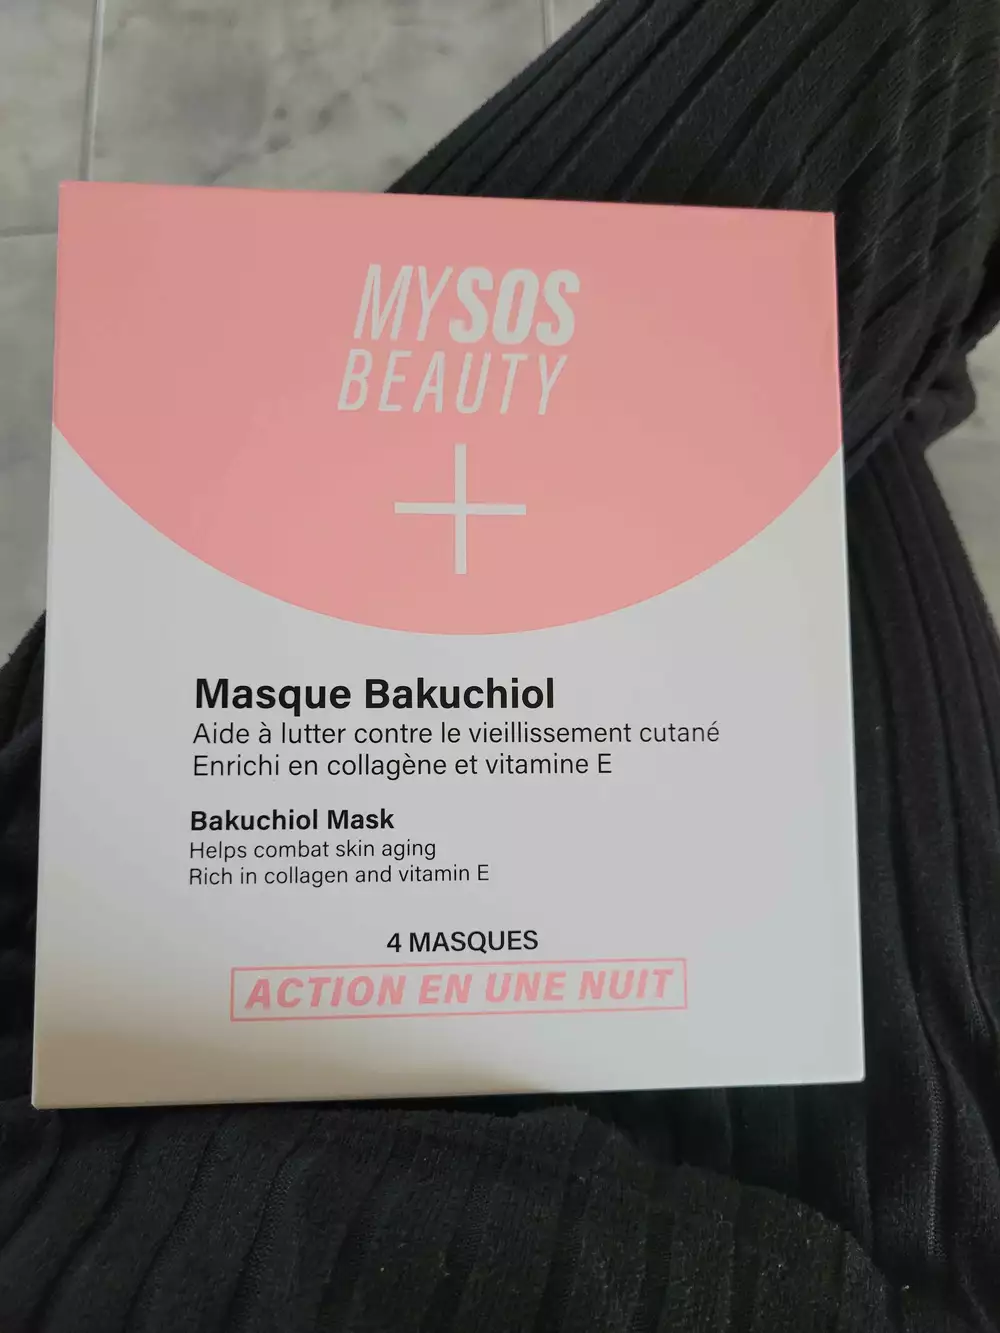 MYSOS
BEAUTY
Masque Bakuchiol
Aide à lutter contre le vieillissement cutané
Enrichi en collagène et vitamine E
Bakuchiol Mask
Helps combat skin aging
Rich in collagen and vitamin E
4 MASQUES
ACTION EN UNE NUIT